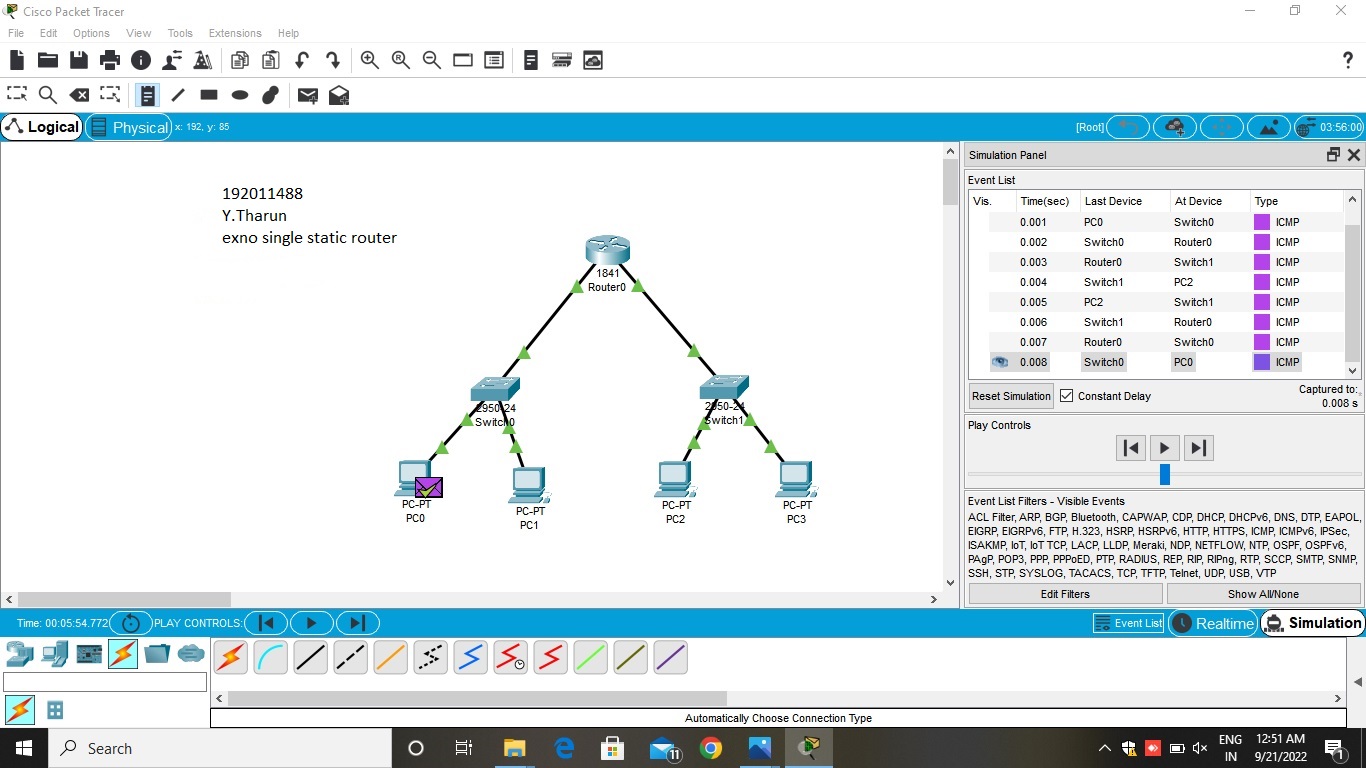 Cisco Packet Tracer
File Edit Options View Tools Extensions Help
Logical Physical x: 192, y: 85 [Root] 03:56:00
192011488
Y.Tharun
exno single static router
1841
Router0
2950-24
Switch0
2950-24
Switch1
PC-PT
PC0
PC-PT
PC1
PC-PT
PC2
PC-PT
PC3
Simulation Panel
Event List
Vis. Time(sec) Last Device At Device Type
0.001 PC0 Switch0 ICMP
0.002 Switch0 Router0 ICMP
0.003 Router0 Switch1 ICMP
0.004 Switch1 PC2 ICMP
0.005 PC2 Switch1 ICMP
0.006 Switch1 Router0 ICMP
0.007 Router0 Switch0 ICMP
0.008 Switch0 PC0 ICMP
Reset Simulation Constant Delay Captured to:
0.008 s
Play Controls
Event List Filters - Visible Events
ACL Filter, ARP, BGP, Bluetooth, CAPWAP, CDP, DHCP, DHCPv6, DNS, DTP, EAPOL,
EIGRP, EIGRPv6, FTP, H.323, HSRP, HSRPv6, HTTP, HTTPS, ICMP, ICMPv6, IPSec,
ISAKMP, IoT, IoT TCP, LACP, LLDP, Meraki, NDP, NETFLOW, NTP, OSPF, OSPFv6,
PAgP, POP3, PPP, PPPoED, PTP, RADIUS, REP, RIP, RIPng, RTP, SCCP, SMTP, SNMP,
SSH, STP, SYSLOG, TACACS, TCP, TFTP, Telnet, UDP, USB, VTP
Edit Filters Show All/None
Time: 00:05:54.772 PLAY CONTROLS: Event List Realtime Simulation
Automatically Choose Connection Type
Search 11 ENG 12:51 AM
IN 9/21/2022 1